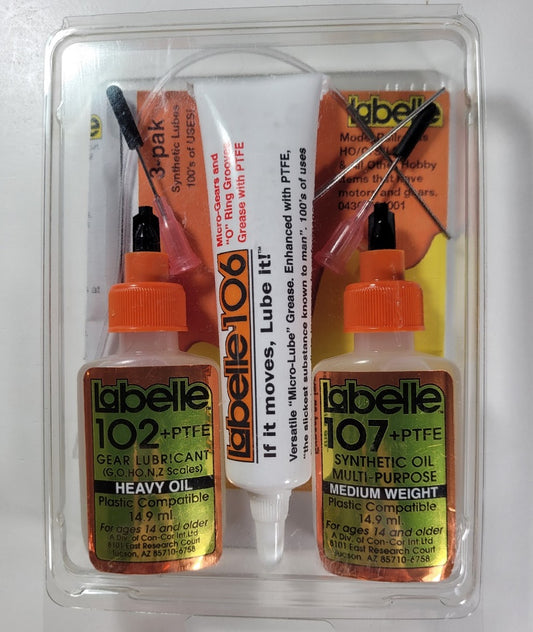 labelle
3-pak
Synthetic Lubes
100's of USES!
Labelle 106
Micro-Gears and
"O" Ring Grooves
Grease with PTFE
If it moves, Lube it!™
Versatile "Micro-Lube" Grease. Enhanced with PTFE,
"the slickest substance known to man". 100's of uses
labelle
HO/
& Other Hobby
items that have
motors and gears.
labelle
102+PTFE
GEAR LUBRICANT
(G,O,HO,N,Z Scales)
HEAVY OIL
Plastic Compatible
14.9 ml.
For ages 14 and older
A Div. of Con-Cor Int.Ltd
8101 East Research Court
Tucson, AZ 85710-6758
labelle™
107+PTFE
SYNTHETIC OIL
MULTI-PURPOSE
MEDIUM WEIGHT
Plastic Compatible
14.9 ml.
For ages 14 and older
A Div. of Con-Cor Int.Ltd
8101 East Research Court
Tucson, AZ 85710-6758